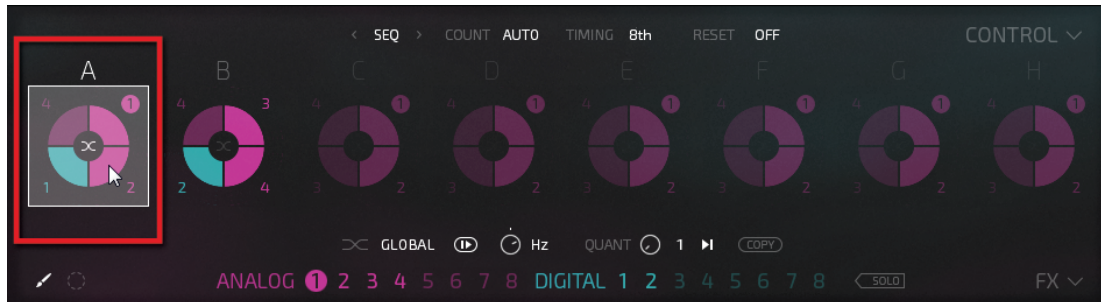 < SEQ > COUNT AUTO TIMING 8th RESET OFF CONTROL
A B C D E F G H
4 1 4 3 4 1 4 1 4 1 4 1 4 1 4 1
1 2 2 4 3 2 3 2 3 2 3 2 3 2 3 2
GLOBAL Hz QUANT 1 COPY
ANALOG 1 2 3 4 5 6 7 8 DIGITAL 1 2 3 4 5 6 7 8 SOLO FX